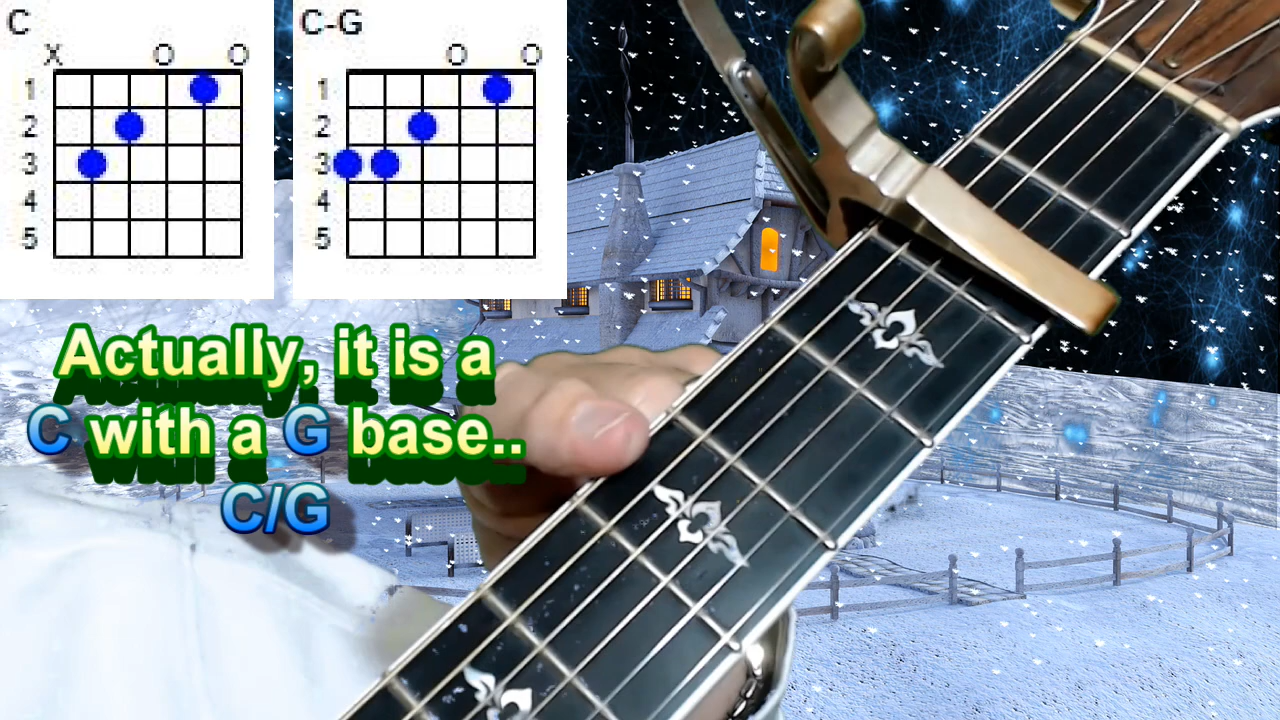 C
X O O
1
2
3
4
5
C-G
O O
1
2
3
4
5
Actually, it is a
C with a G base..
C/G